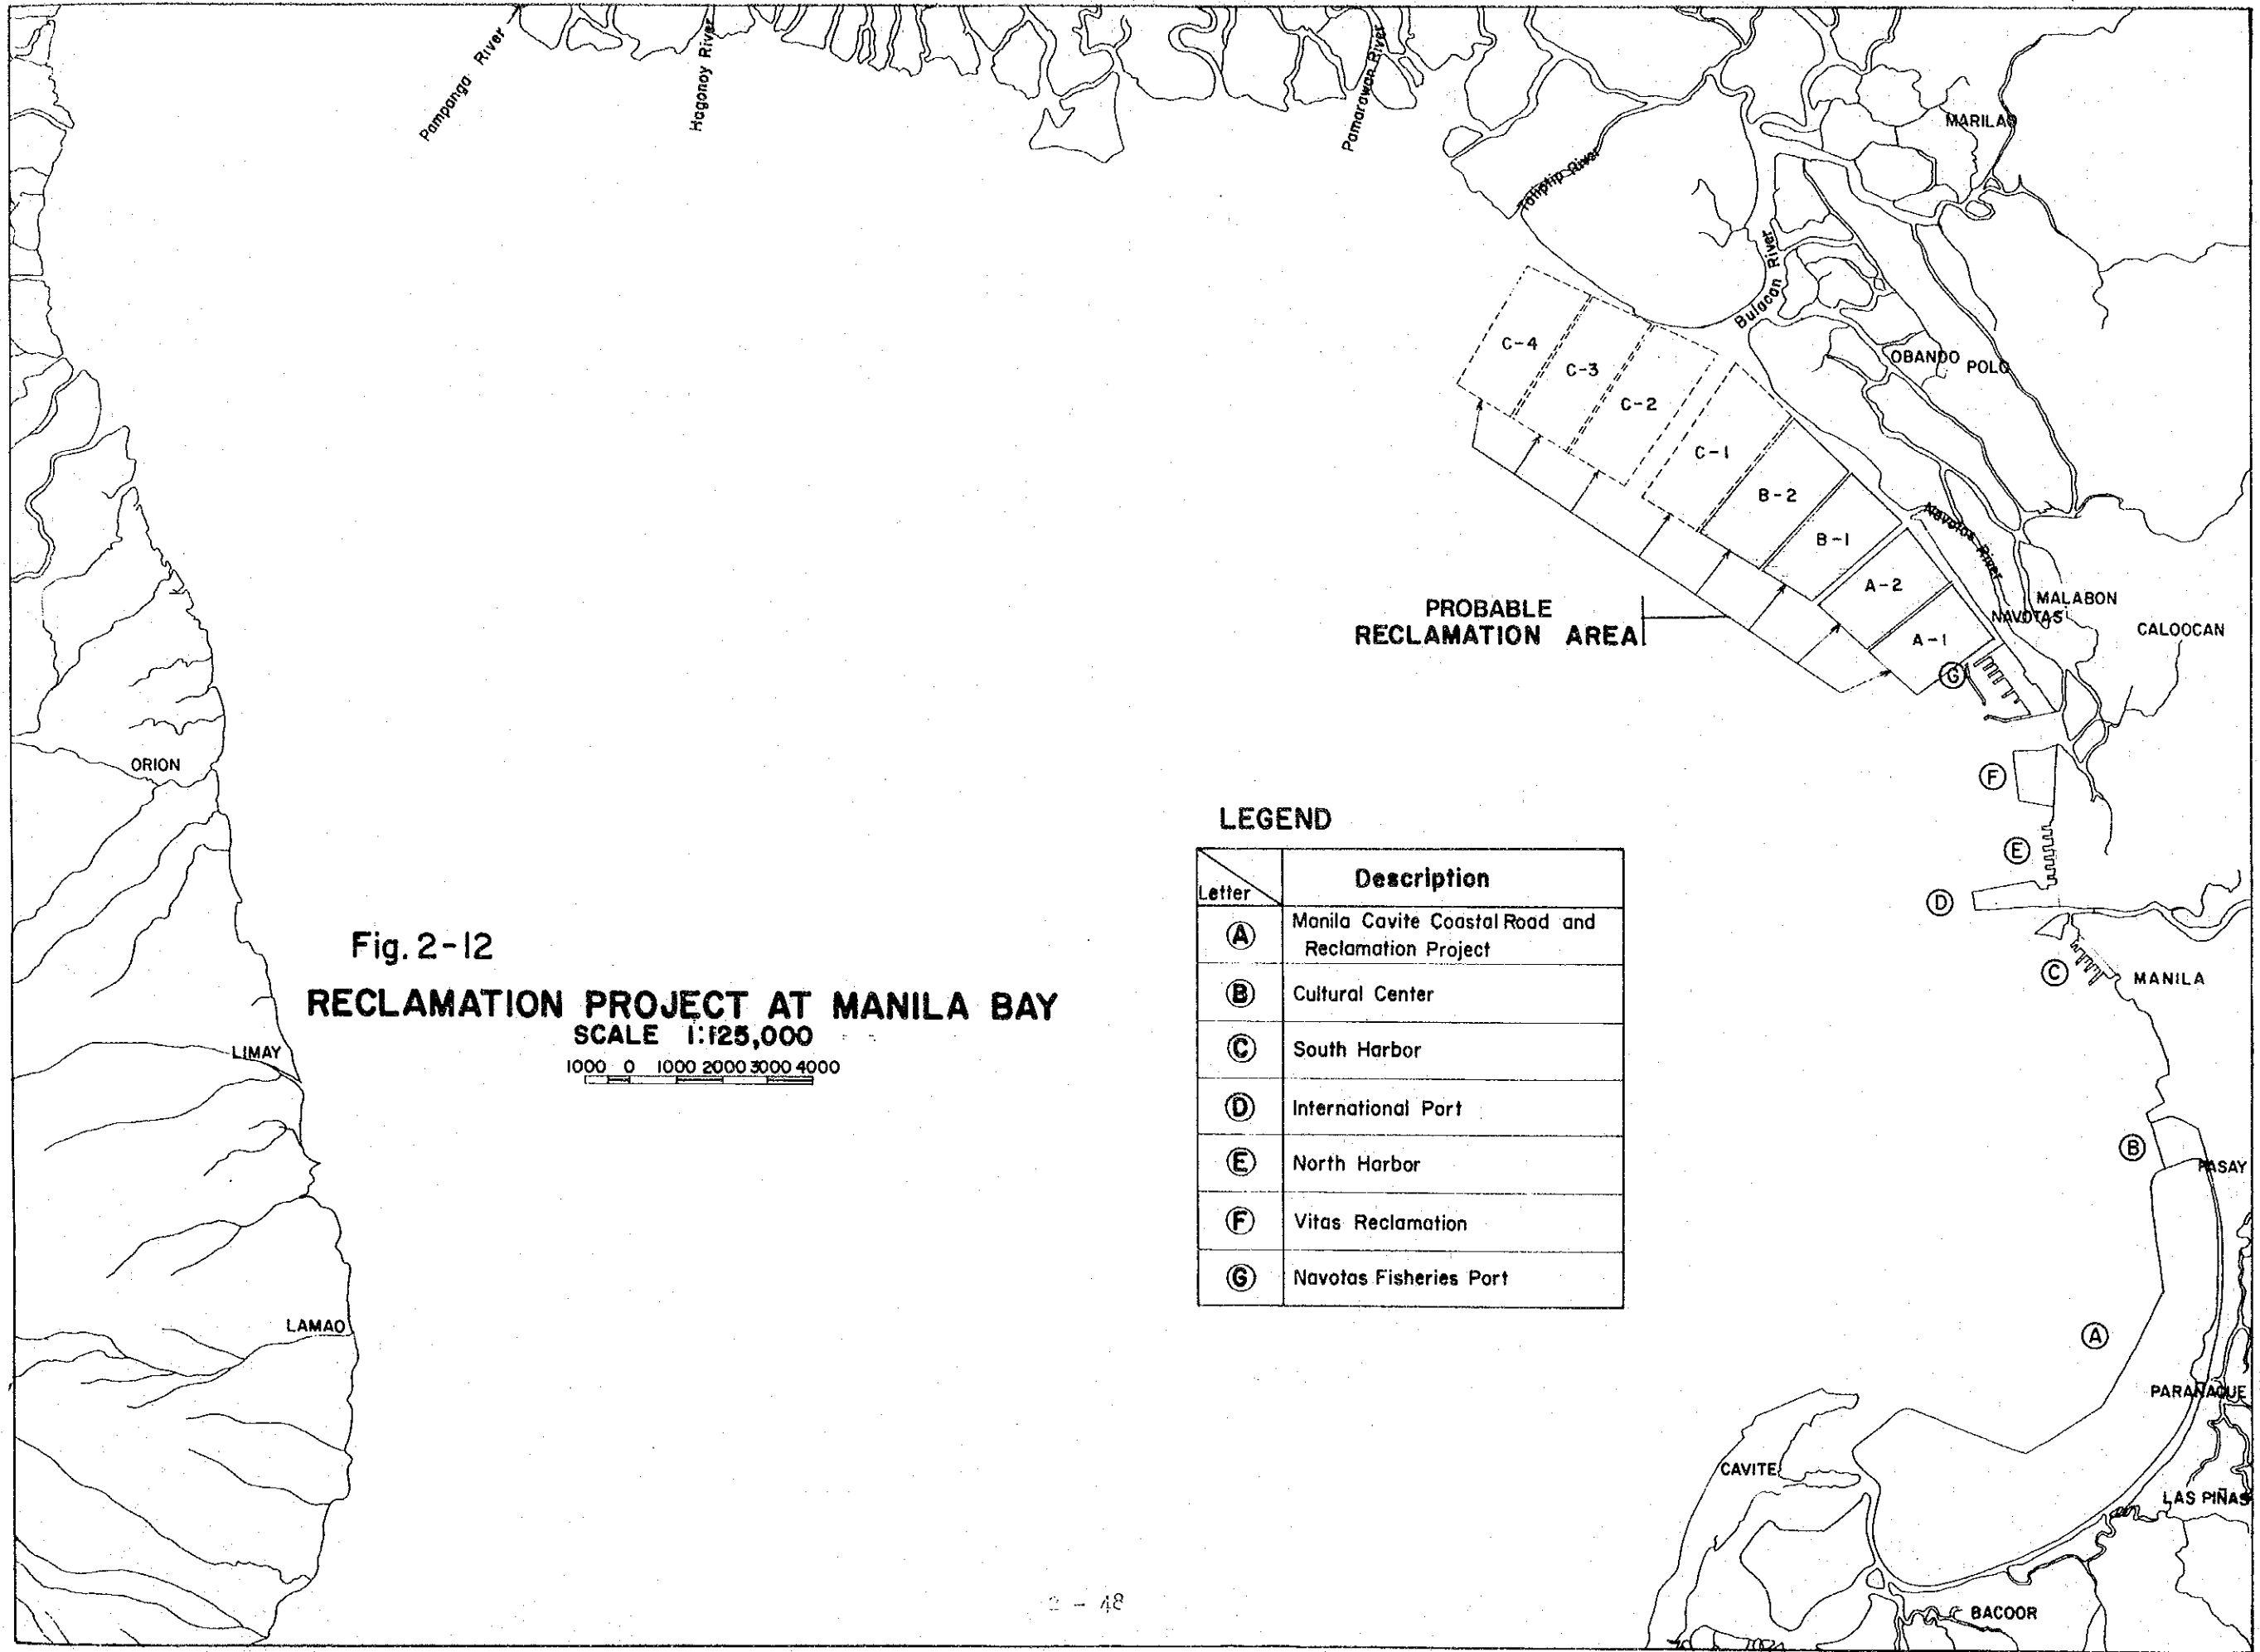 Pampanga River
Hagonoy River
Pamarawan River
Taliptip River
MARILAO
Bulacan River
OBANDO
POLO
C-4
C-3
C-2
C-1
B-2
B-1
A-2
A-1
Navotas River
MALABON
NAVOTAS
CALOOCAN
PROBABLE
RECLAMATION AREA
G
F
E
D
C
MANILA
B
PASAY
A
PARAÑAQUE
LAS PIÑAS
CAVITE
BACOOR
ORION
LIMAY
LAMAO
Fig. 2-12
RECLAMATION PROJECT AT MANILA BAY
SCALE 1:125,000
1000 0 1000 2000 3000 4000
LEGEND
Letter Description
A Manila Cavite Coastal Road and
Reclamation Project
B Cultural Center
C South Harbor
D International Port
E North Harbor
F Vitas Reclamation
G Navotas Fisheries Port
2 - 48